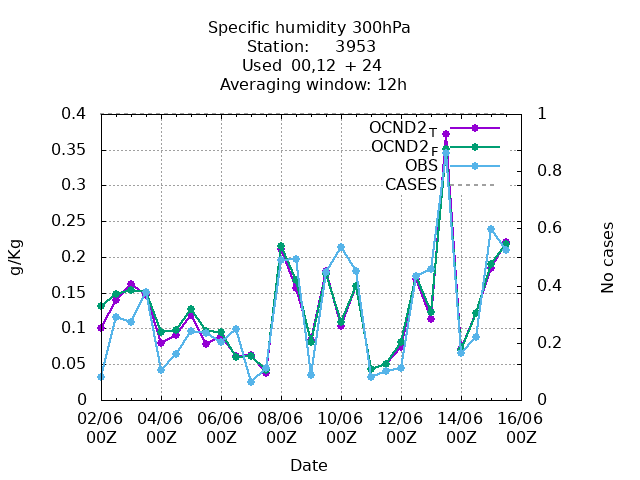 Specific humidity 300hPa
Station: 3953
Used 00,12 + 24
Averaging window: 12h
0.4
0.35
0.3
0.25
0.2
0.15
0.1
0.05
0
1
0.8
0.6
0.4
0.2
0
g/Kg
No cases
OCND2 T
OCND2 F
OBS
CASES
02/06 04/06 06/06 08/06 10/06 12/06 14/06 16/06
00Z 00Z 00Z 00Z 00Z 00Z 00Z 00Z
Date